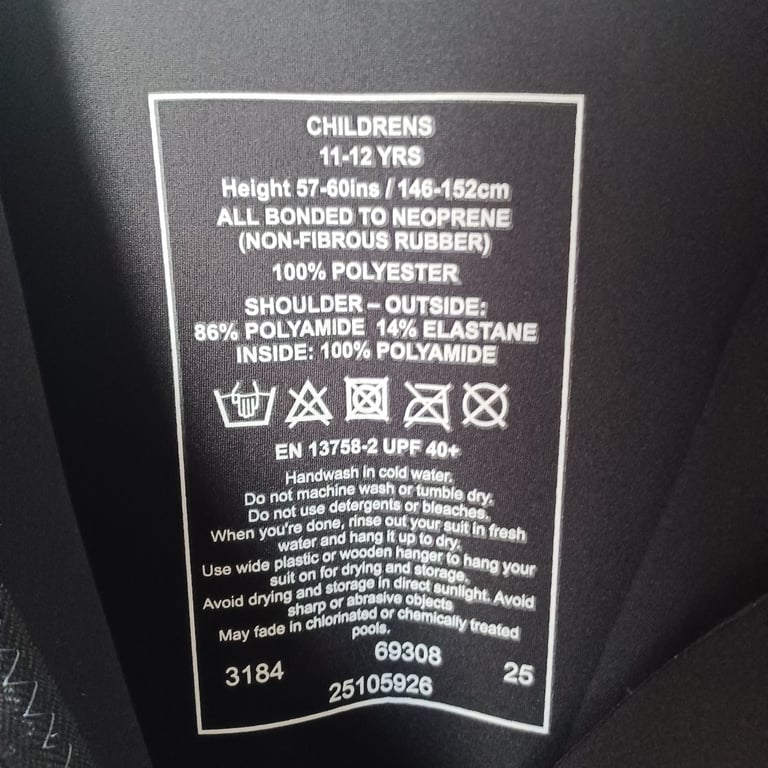 CHILDRENS
11-12 YRS
Height 57-60ins / 146-152cm
ALL BONDED TO NEOPRENE
(NON-FIBROUS RUBBER)
100% POLYESTER
SHOULDER – OUTSIDE:
86% POLYAMIDE 14% ELASTANE
INSIDE: 100% POLYAMIDE
EN 13758-2 UPF 40+
Handwash in cold water.
Do not machine wash or tumble dry.
Do not use detergents or bleaches.
When you're done, rinse out your suit in fresh
water and hang it up to dry.
Use wide plastic or wooden hanger to hang your
suit on for drying and storage.
Avoid drying and storage in direct sunlight. Avoid
sharp or abrasive objects
May fade in chlorinated or chemically treated
pools.
69308
3184 25
25105926